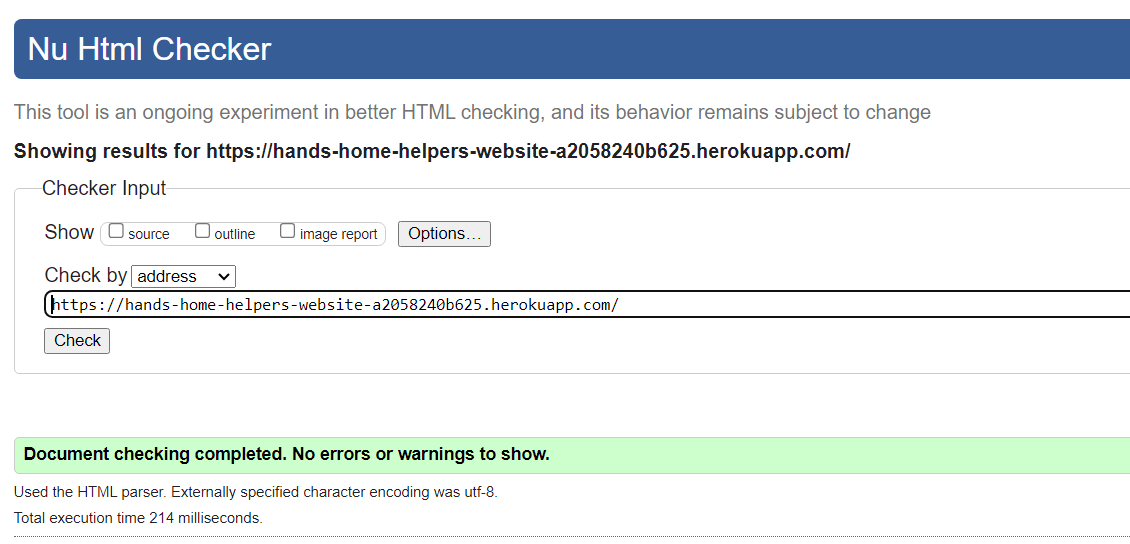 Nu Html Checker
This tool is an ongoing experiment in better HTML checking, and its behavior remains subject to change
Showing results for https://hands-home-helpers-website-a2058240b625.herokuapp.com/
Checker Input
Show source outline image report Options...
Check by address
https://hands-home-helpers-website-a2058240b625.herokuapp.com/
Check
Document checking completed. No errors or warnings to show.
Used the HTML parser. Externally specified character encoding was utf-8.
Total execution time 214 milliseconds.